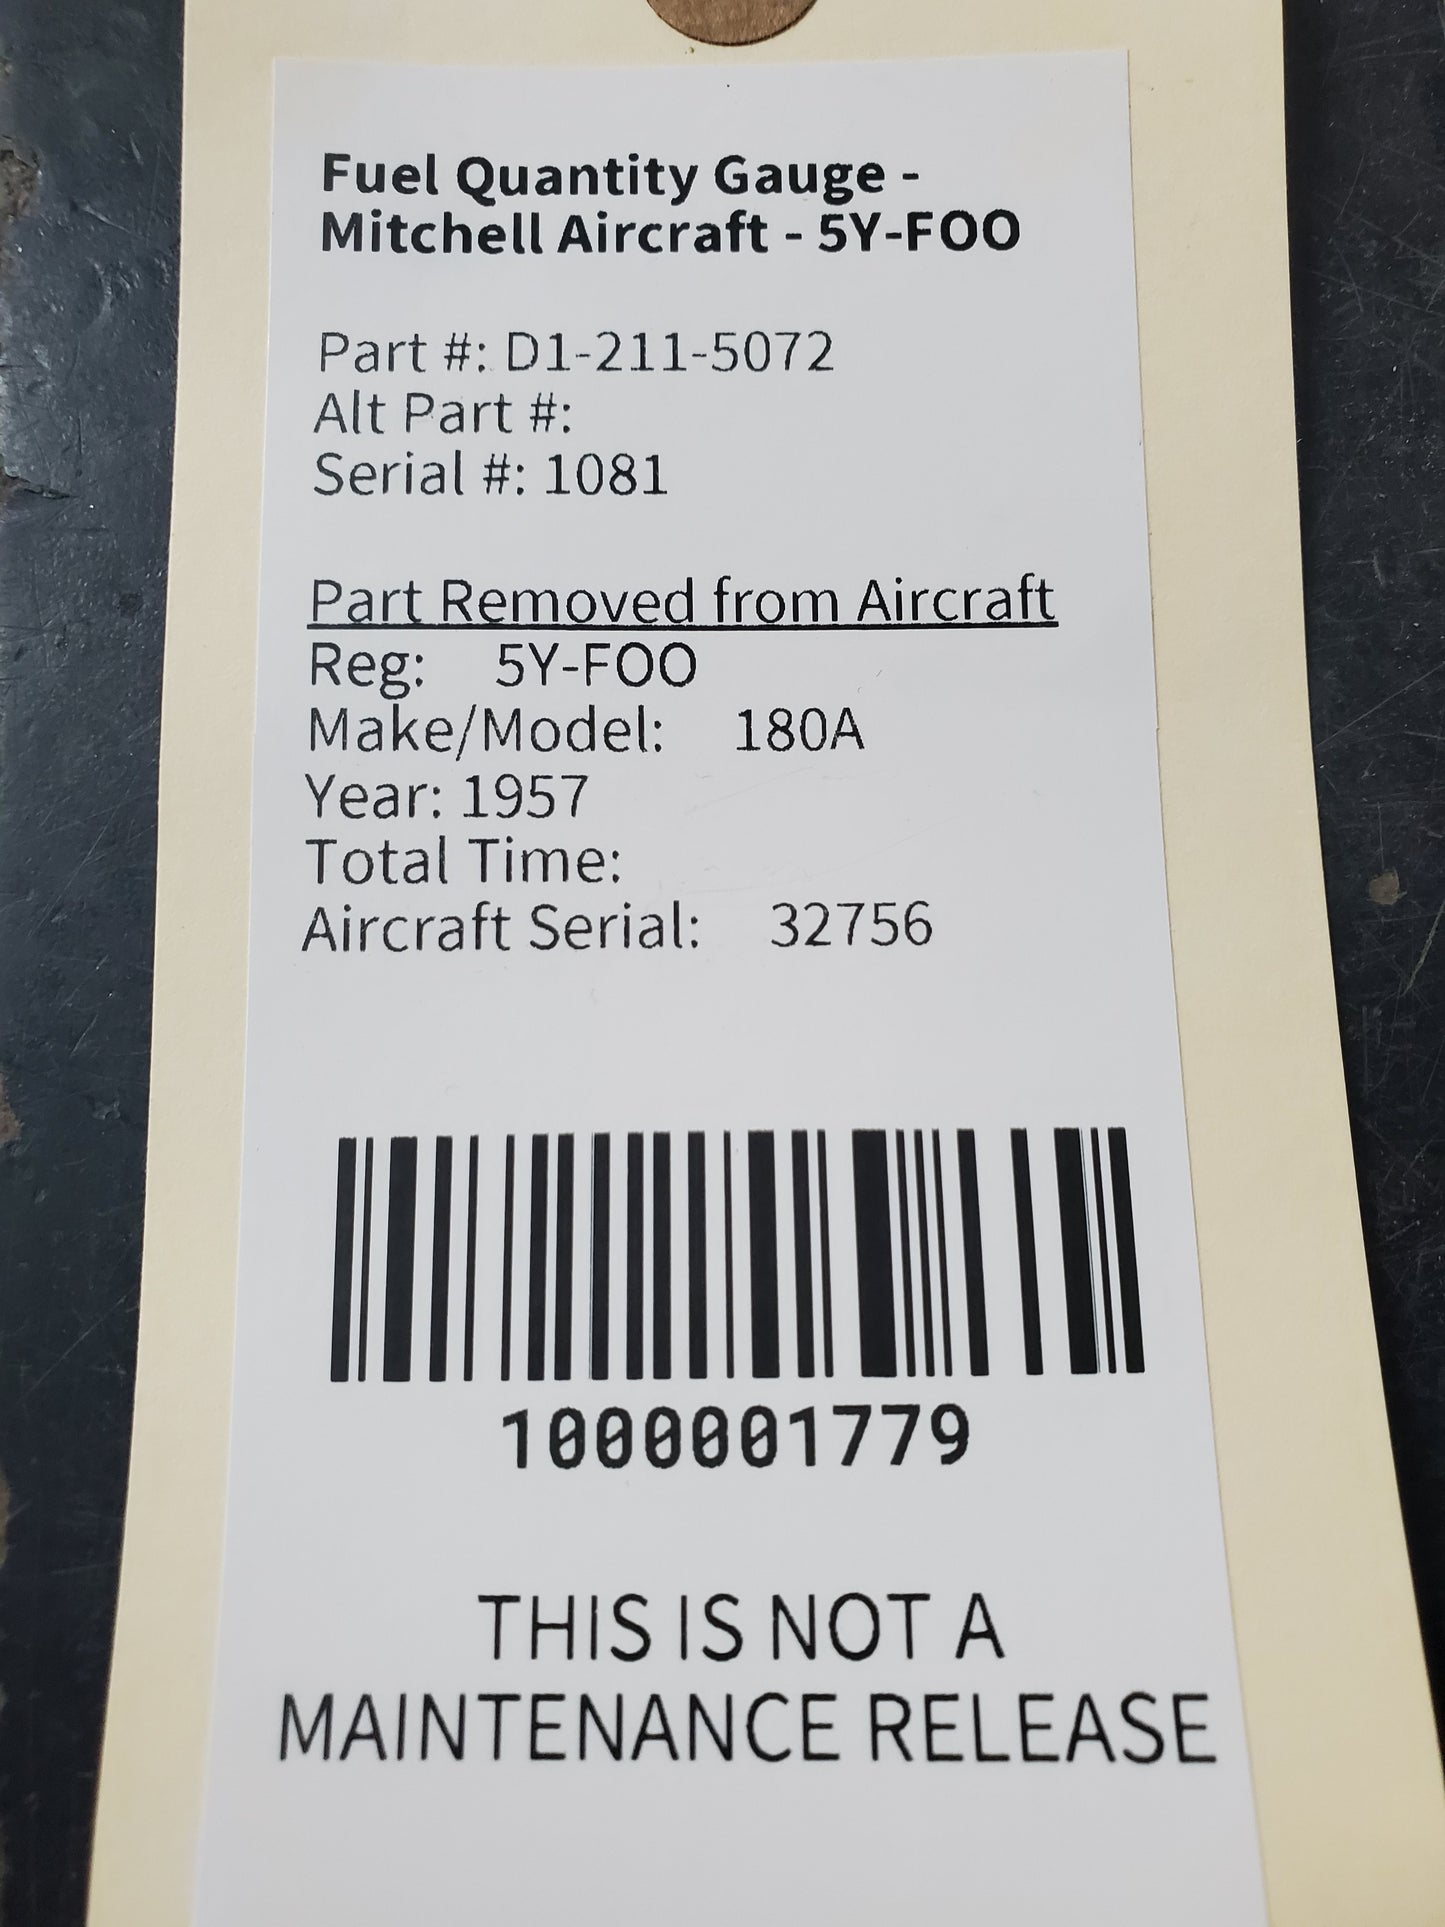 Fuel Quantity Gauge -
Mitchell Aircraft - 5Y-FOO
Part #: D1-211-5072
Alt Part #:
Serial #: 1081
Part Removed from Aircraft
Reg: 5Y-FOO
Make/Model: 180A
Year: 1957
Total Time:
Aircraft Serial: 32756
1000001779
THIS IS NOT A
MAINTENANCE RELEASE